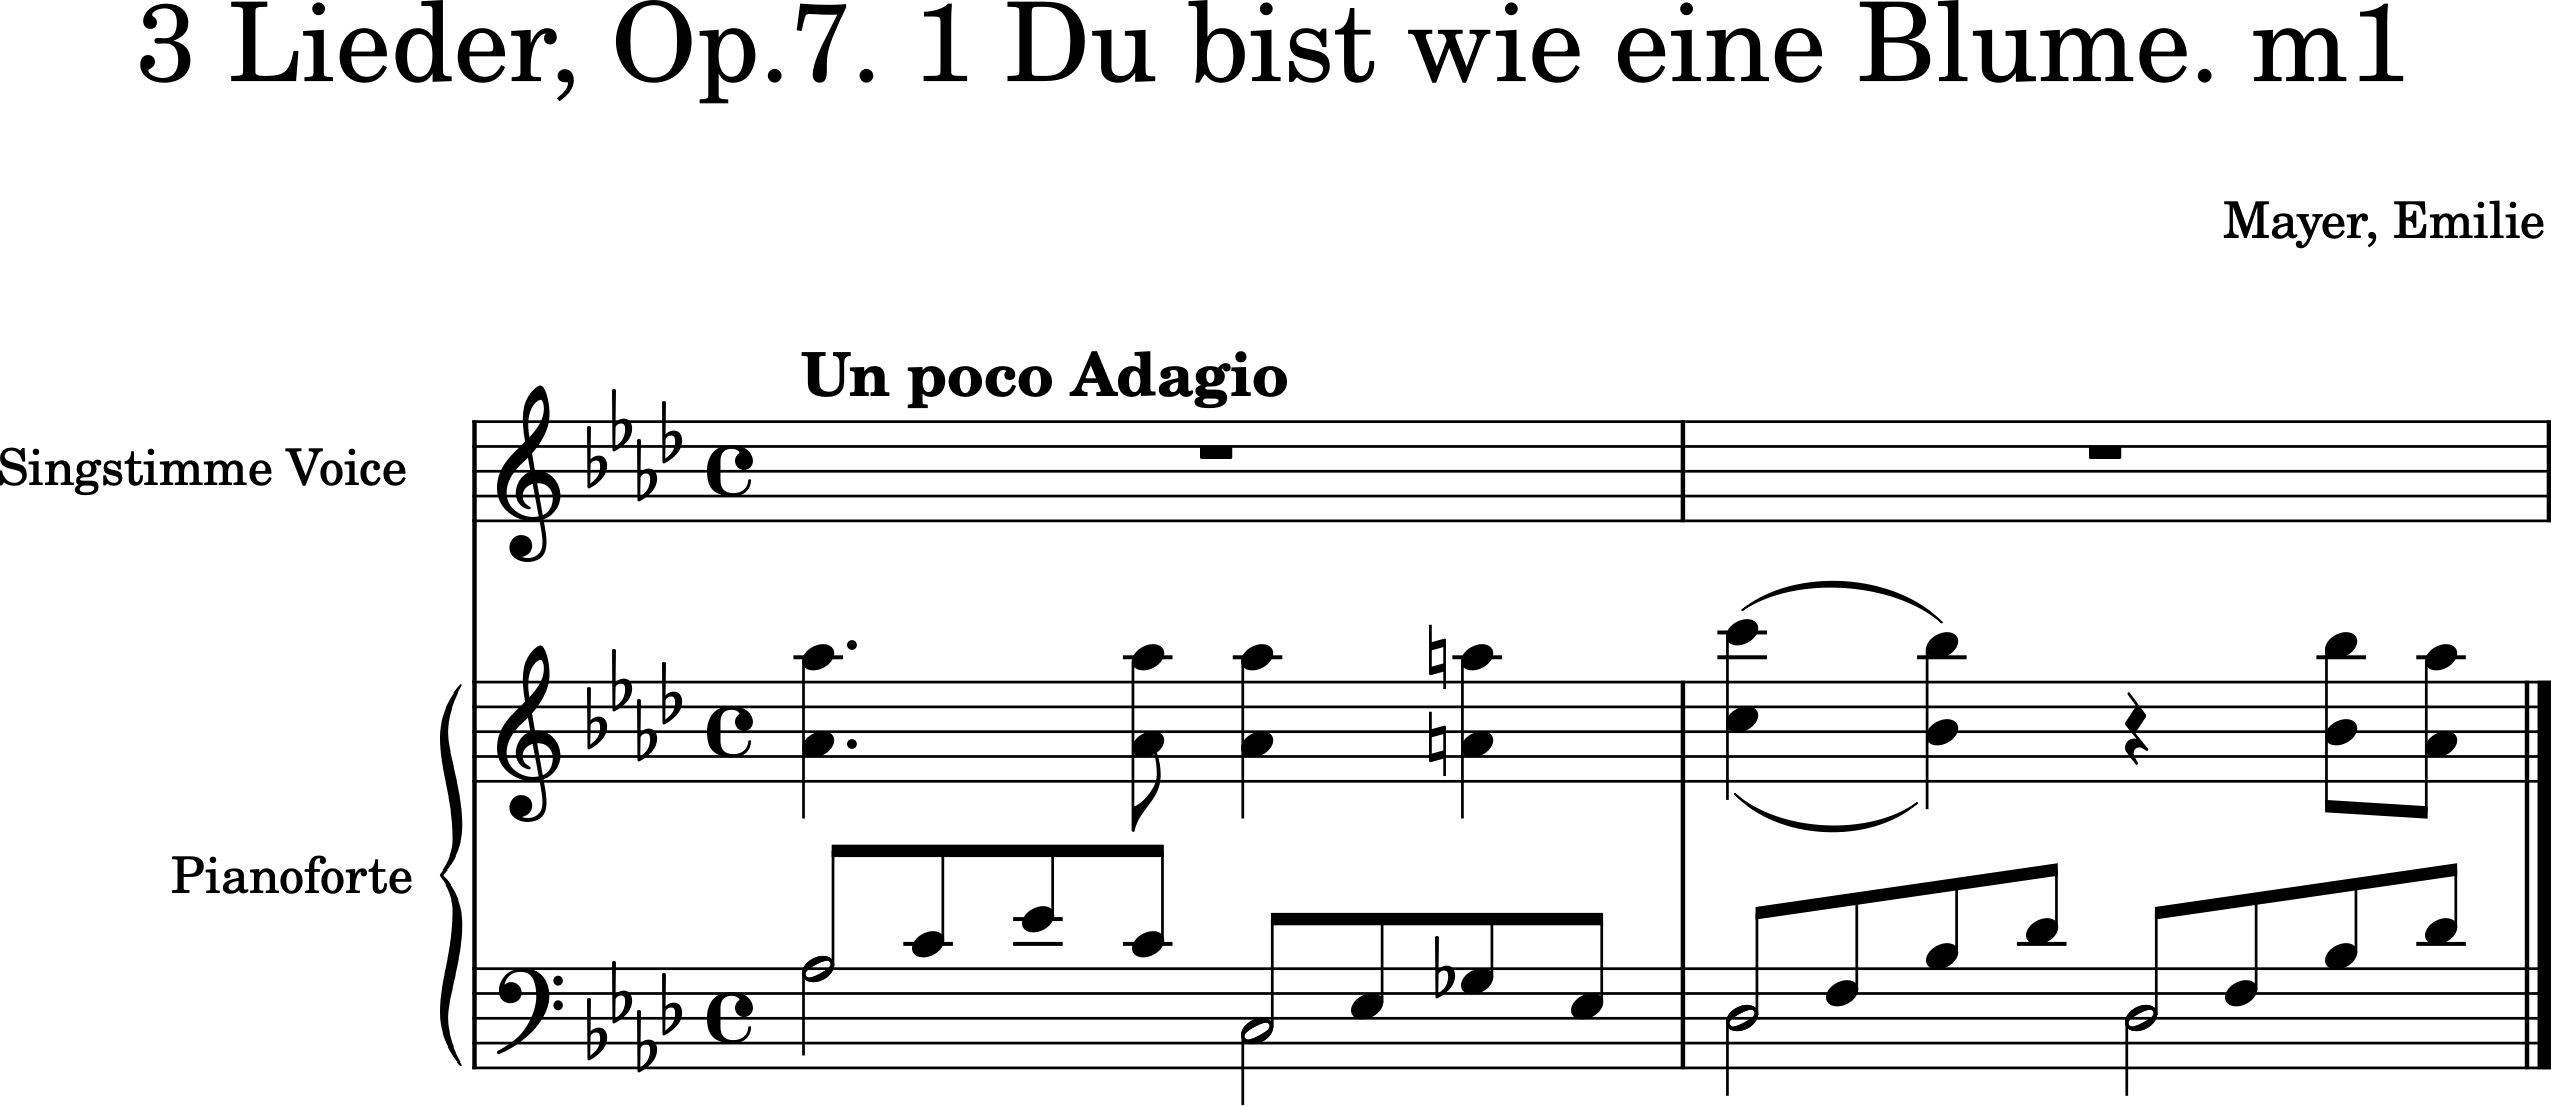 3 Lieder, Op.7. 1 Du bist wie eine Blume. m1
Mayer, Emilie
Un poco Adagio
Singstimme Voice
Pianoforte